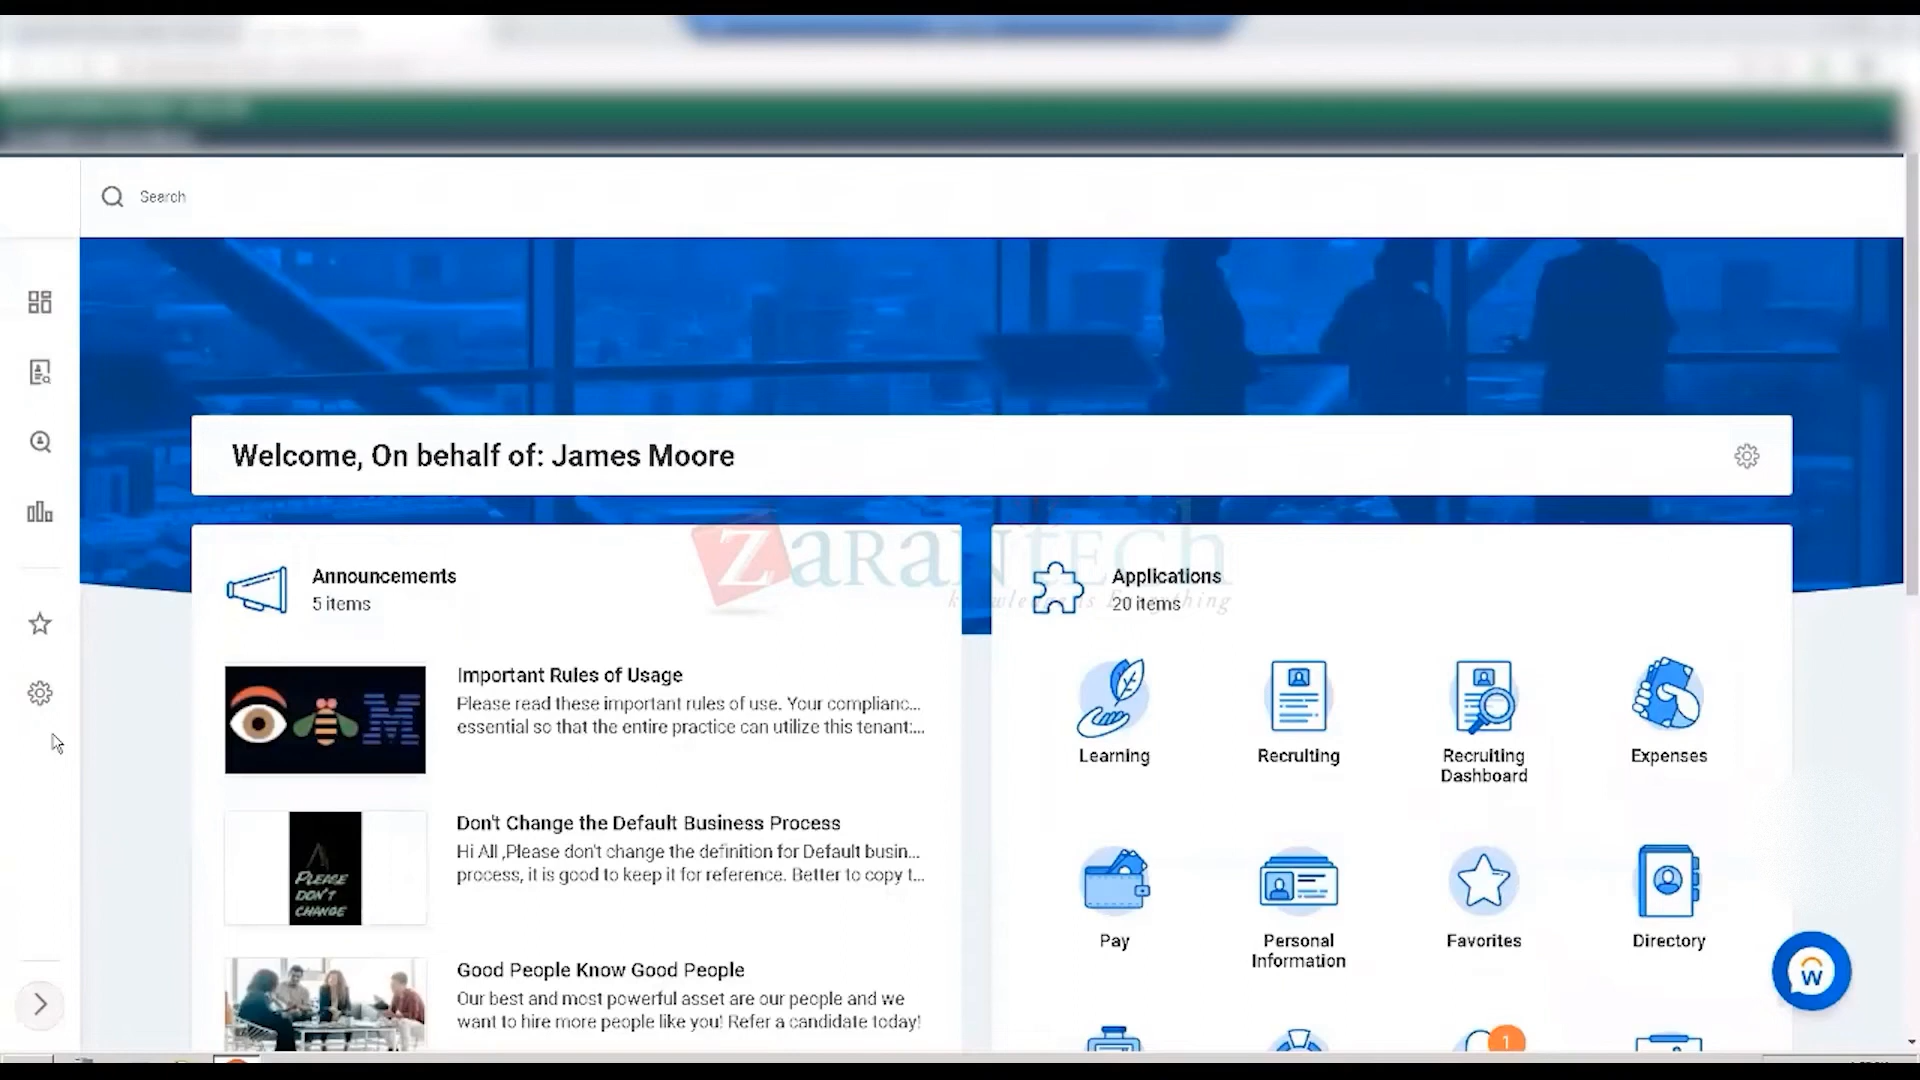 Search
Welcome, On behalf of: James Moore
ZaranTech
knowledge is Everything
Announcements
5 items
Important Rules of Usage
Please read these important rules of use. Your complianc...
essential so that the entire practice can utilize this tenant:...
PLEASE
DON'T
CHANGE
Don't Change the Default Business Process
Hi All ,Please don't change the definition for Default busin...
process, it is good to keep it for reference. Better to copy t...
Good People Know Good People
Our best and most powerful asset are our people and we
want to hire more people like you! Refer a candidate today!
Applications
20 items
Learning
Recruiting
Recruiting
Dashboard
Expenses
Pay
Personal
Information
Favorites
Directory
1
W